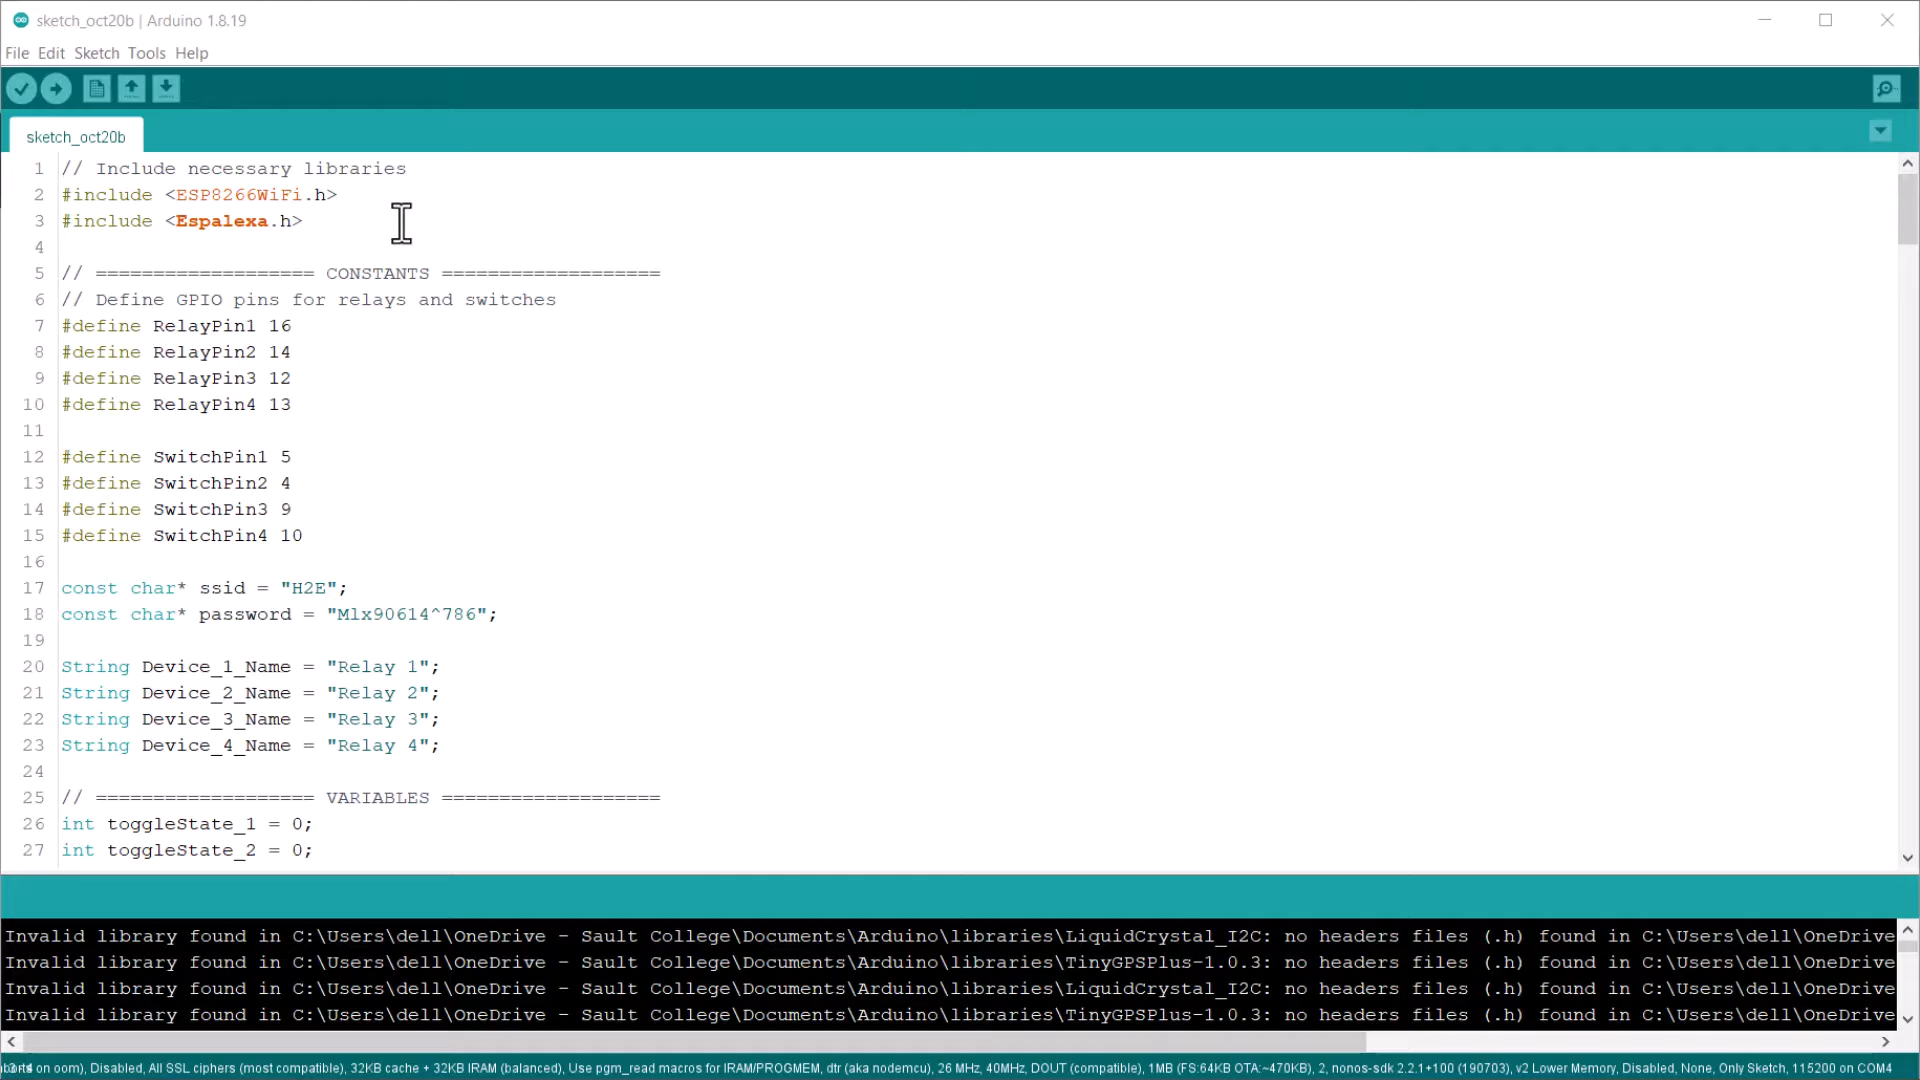 sketch_oct20b | Arduino 1.8.19
File Edit Sketch Tools Help
sketch_oct20b
1 // Include necessary libraries
2 #include <ESP8266WiFi.h>
3 #include <Espalexa.h>
4
5 // =================== CONSTANTS ===================
6 // Define GPIO pins for relays and switches
7 #define RelayPin1 16
8 #define RelayPin2 14
9 #define RelayPin3 12
10 #define RelayPin4 13
11
12 #define SwitchPin1 5
13 #define SwitchPin2 4
14 #define SwitchPin3 9
15 #define SwitchPin4 10
16
17 const char* ssid = "H2E";
18 const char* password = "Mlx90614^786";
19
20 String Device_1_Name = "Relay 1";
21 String Device_2_Name = "Relay 2";
22 String Device_3_Name = "Relay 3";
23 String Device_4_Name = "Relay 4";
24
25 // =================== VARIABLES ===================
26 int toggleState_1 = 0;
27 int toggleState_2 = 0;
Invalid library found in C:\Users\dell\OneDrive - Sault College\Documents\Arduino\libraries\LiquidCrystal_I2C: no headers files (.h) found in C:\Users\dell\OneDrive
Invalid library found in C:\Users\dell\OneDrive - Sault College\Documents\Arduino\libraries\TinyGPSPlus-1.0.3: no headers files (.h) found in C:\Users\dell\OneDrive
Invalid library found in C:\Users\dell\OneDrive - Sault College\Documents\Arduino\libraries\LiquidCrystal_I2C: no headers files (.h) found in C:\Users\dell\OneDrive
Invalid library found in C:\Users\dell\OneDrive - Sault College\Documents\Arduino\libraries\TinyGPSPlus-1.0.3: no headers files (.h) found in C:\Users\dell\OneDrive
on oom), Disabled, All SSL ciphers (most compatible), 32KB cache + 32KB IRAM (balanced), Use pgm_read macros for IRAM/PROGMEM, dtr (aka nodemcu), 26 MHz, 40MHz, DOUT (compatible), 1MB (FS:64KB OTA:~470KB), 2, nonos-sdk 2.2.1+100 (190703), v2 Lower Memory, Disabled, None, Only Sketch, 115200 on COM4